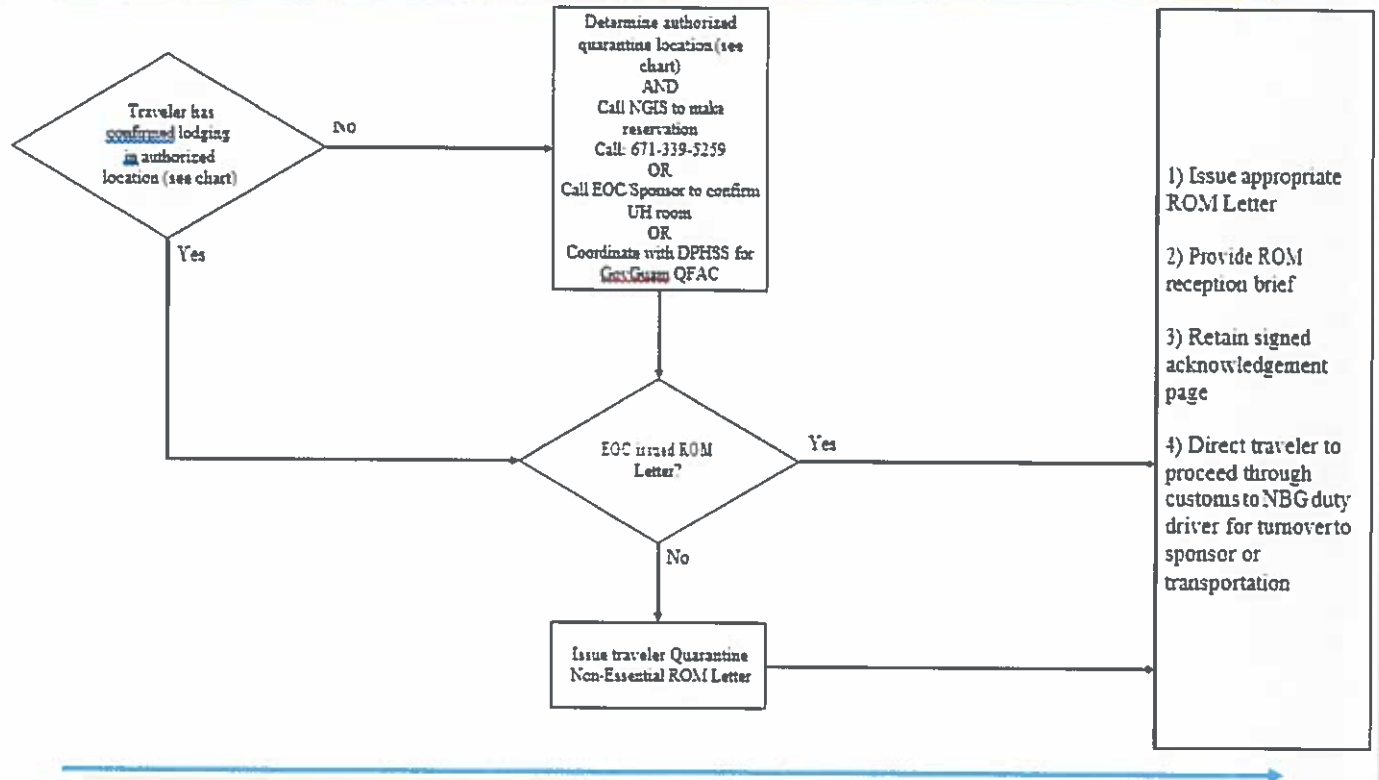 Traveler has
confirmed lodging
in authorized
location (see chart)
No
Yes
Determine authorized
quarantine location (see
chart)
AND
Call NGIS to make
reservation
Call: 671-339-5259
OR
Call EOC Sponsor to confirm
UH room
OR
Coordinate with DPHSS for
GovGuam QFAC
EOC issued ROM
Letter?
Yes
No
Issue traveler Quarantine
Non-Essential ROM Letter
1) Issue appropriate
ROM Letter
2) Provide ROM
reception brief
3) Retain signed
acknowledgement
page
4) Direct traveler to
proceed through
customs to NBG duty
driver for turnover to
sponsor or
transportation